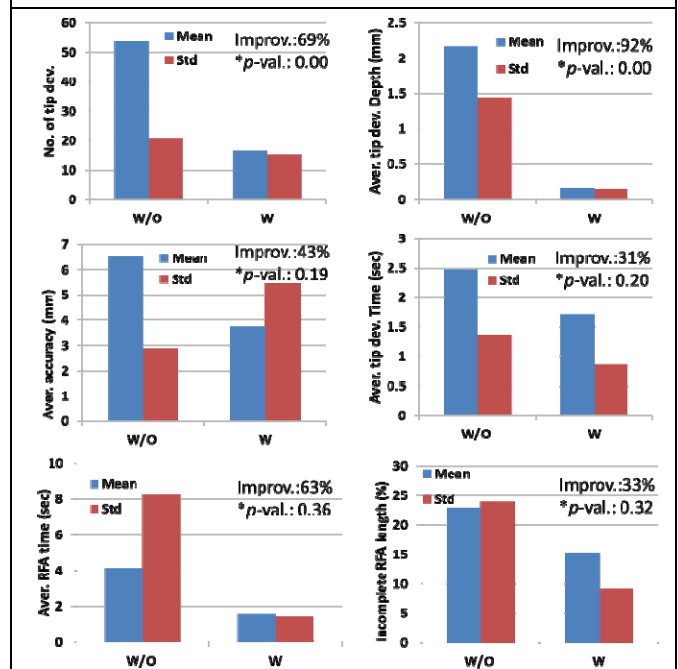 No. of tip dev.
60
50
40
30
20
10
0
Mean
Std
Improv.:69%
*p-val.: 0.00
W/O W
Aver. tip dev. Depth (mm)
2.5
2
1.5
1
0.5
0
Mean
Std
Improv.:92%
*p-val.: 0.00
W/O W
Aver. accuracy (mm)
7
6
5
4
3
2
1
0
Mean
Std
Improv.:43%
*p-val.: 0.19
W/O W
Aver. tip dev. Time (sec)
3
2.5
2
1.5
1
0.5
0
Mean
Std
Improv.:31%
*p-val.: 0.20
W/O W
Aver. RFA time (sec)
10
8
6
4
2
0
Mean
Std
Improv.:63%
*p-val.: 0.36
W/O W
Incomplete RFA length (%)
30
25
20
15
10
5
0
Mean
Std
Improv.:33%
*p-val.: 0.32
W/O W